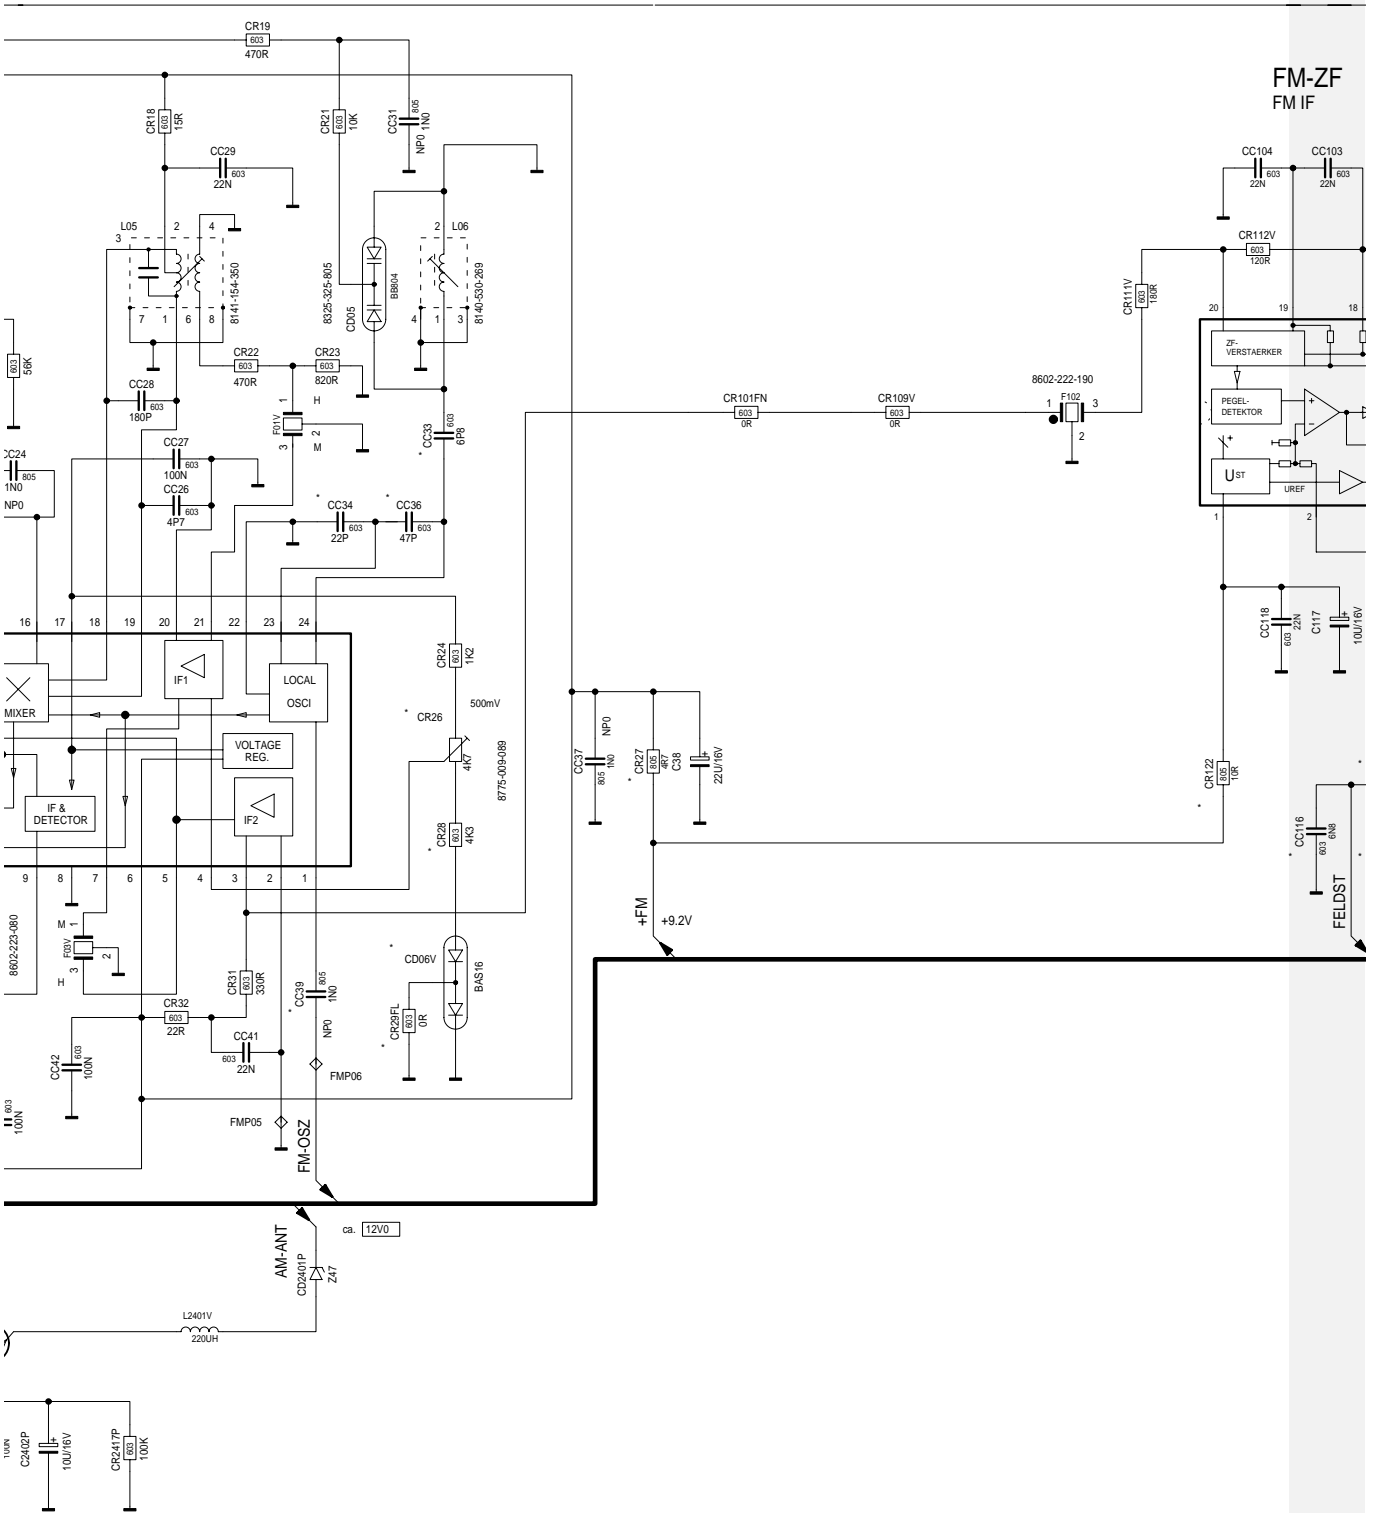 CR19
603
470R
FM-ZF
FM IF
CR18
603
15R
CR21
603
10K
CC31
805
1N0
NP0
CC29
603
22N
CC104
603
22N
CC103
603
22N
L05
2
4
3
7
1
6
8
8141-154-350
8325-325-805
CD05
BB804
2
L06
4
1
3
8140-530-269
CR112V
603
120R
CR111V
603
180R
20
19
18
ZF-
VERSTAERKER
PEGEL-
DETEKTOR
UST
UREF
1
2
603
56K
CR22
603
470R
CR23
603
820R
CC28
603
180P
1
H
F01V
2
3
M
CC33
603
6P8
CR101FN
603
0R
CR109V
603
0R
8602-222-190
F102
1
3
2
CC24
805
1N0
NP0
CC27
603
100N
CC26
603
4P7
CC34
603
22P
CC36
603
47P
16
17
18
19
20
21
22
23
24
MIXER
IF1
LOCAL
OSCI
VOLTAGE
REG.
IF &
DETECTOR
IF2
9
8
7
6
5
4
3
2
1
CR24
603
1K2
CR26
500mV
4K7
8775-009-089
CR28
603
4K3
CC37
NP0
805
1N0
CR27
805
4R7
C38
22U/16V
CC118
603
22N
C117
10U/16V
CR122
805
10R
CC116
603
6N8
FELDST
+FM
+9.2V
8602-223-080
M
1
F03V
2
3
H
CR31
603
330R
CR32
603
22R
CC41
603
22N
CC42
603
100N
603
100N
CC39
805
1N0
NP0
CD06V
BAS16
CR29FL
603
0R
FMP06
FMP05
FM-OSZ
AM-ANT
ca. 12V0
CD2401P
Z47
L2401V
220UH
100N
C2402P
10U/16V
CR2417P
603
100K